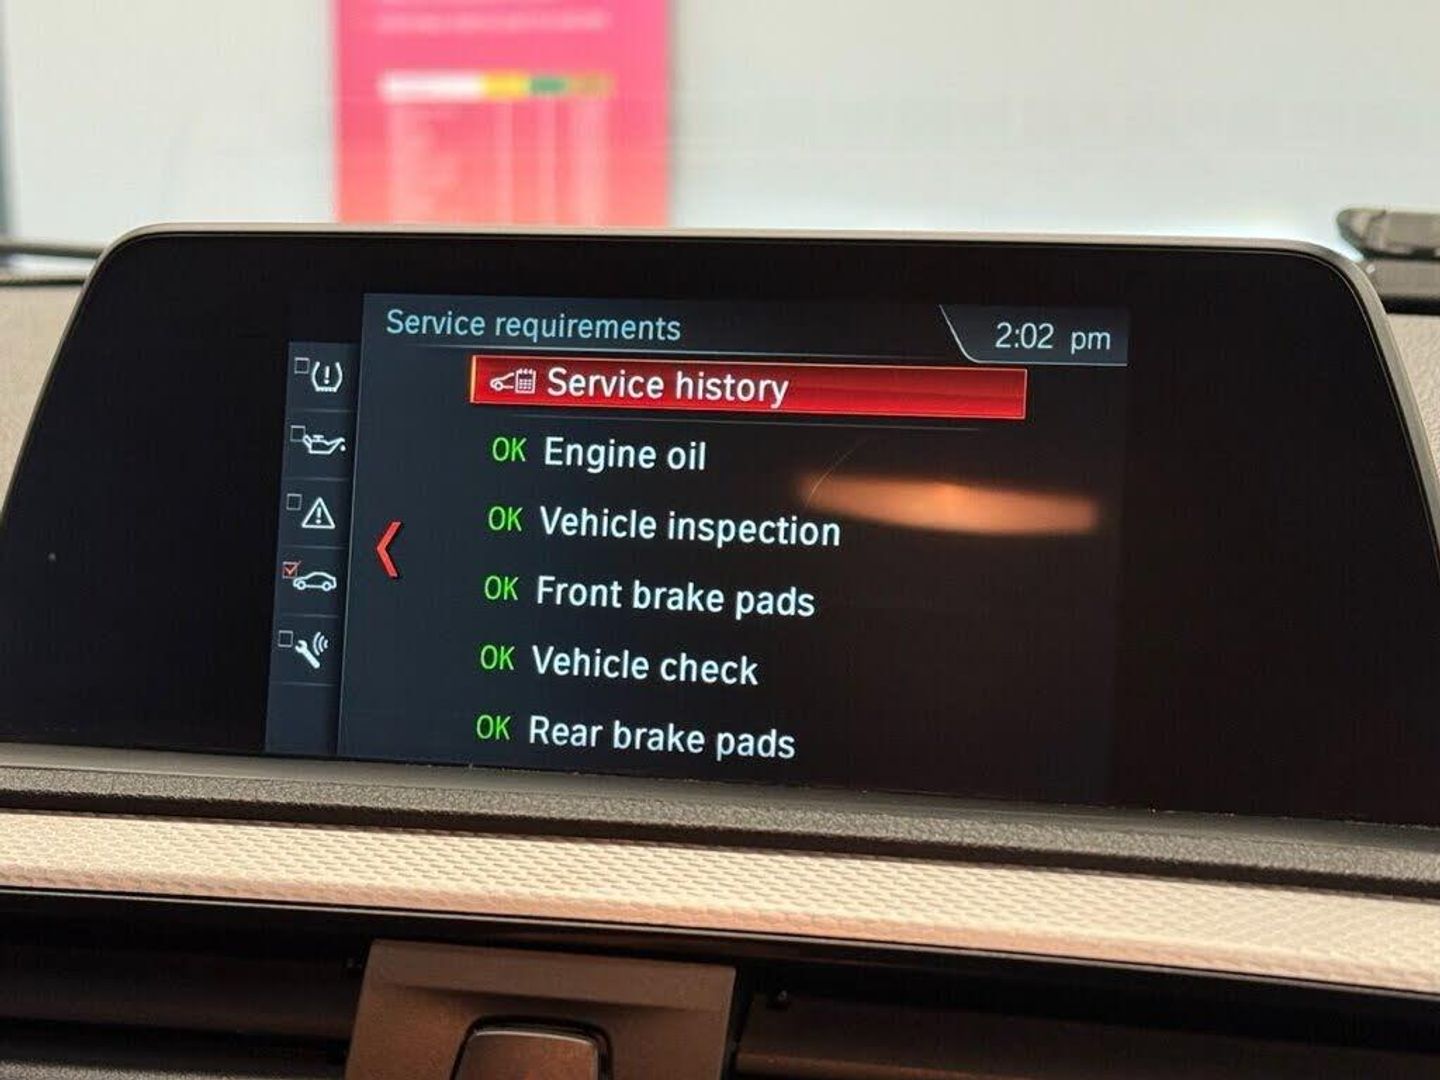 Service requirements
2:02 pm
Service history
OK Engine oil
OK Vehicle inspection
OK Front brake pads
OK Vehicle check
OK Rear brake pads